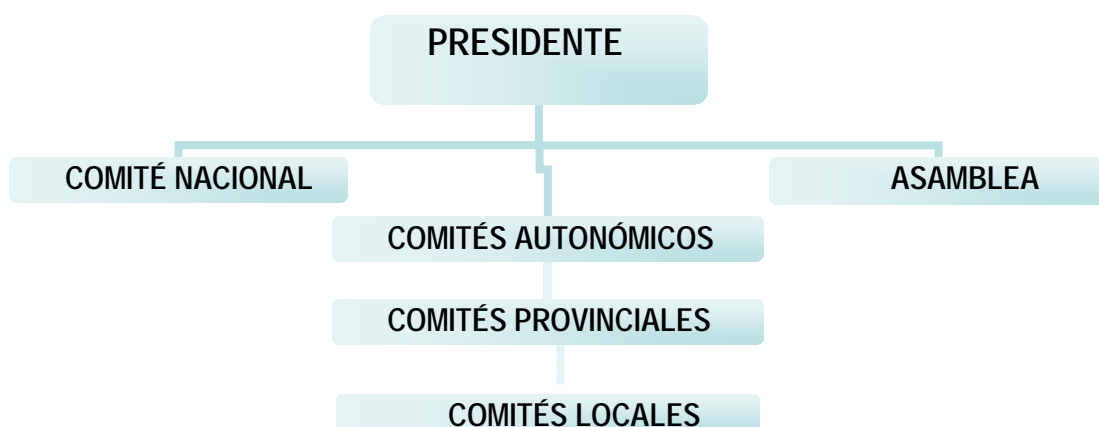 PRESIDENTE
COMITÉ NACIONAL
ASAMBLEA
COMITÉS AUTONÓMICOS
COMITÉS PROVINCIALES
COMITÉS LOCALES